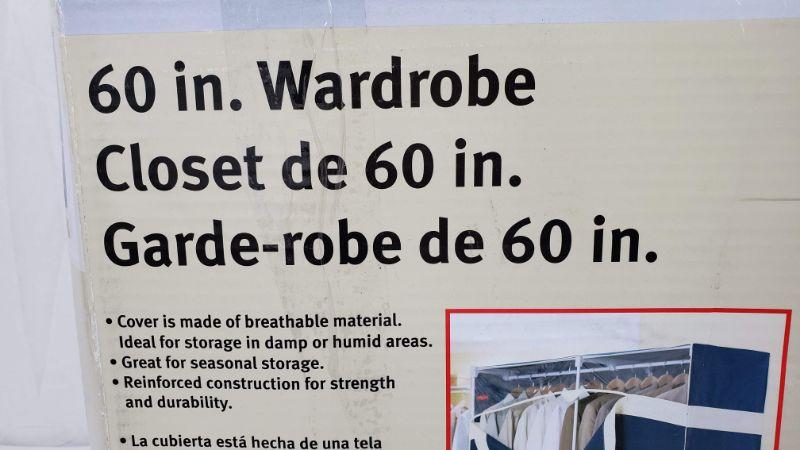 60 in. Wardrobe
Closet de 60 in.
Garde-robe de 60 in.
• Cover is made of breathable material.
Ideal for storage in damp or humid areas.
• Great for seasonal storage.
• Reinforced construction for strength
and durability.
• La cubierta está hecha de una tela